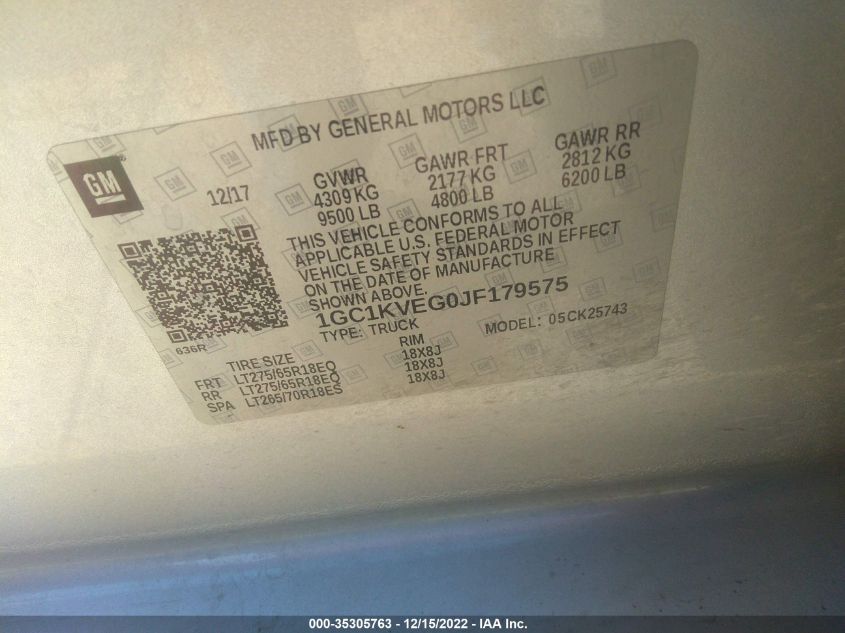 MFD BY GENERAL MOTORS LLC
GM
12/17
GVWR
4309 KG
9500 LB
GAWR FRT
2177 KG
4800 LB
GAWR RR
2812 KG
6200 LB
THIS VEHICLE CONFORMS TO ALL
APPLICABLE U.S. FEDERAL MOTOR
VEHICLE SAFETY STANDARDS IN EFFECT
ON THE DATE OF MANUFACTURE
SHOWN ABOVE.
1GC1KVEG0JF179575
TYPE: TRUCK
MODEL: 05CK25743
636R
TIRE SIZE RIM
FRT LT275/65R18EQ 18X8J
RR LT275/65R18EQ 18X8J
SPA LT265/70R18ES 18X8J
000-35305763 - 12/15/2022 - IAA Inc.